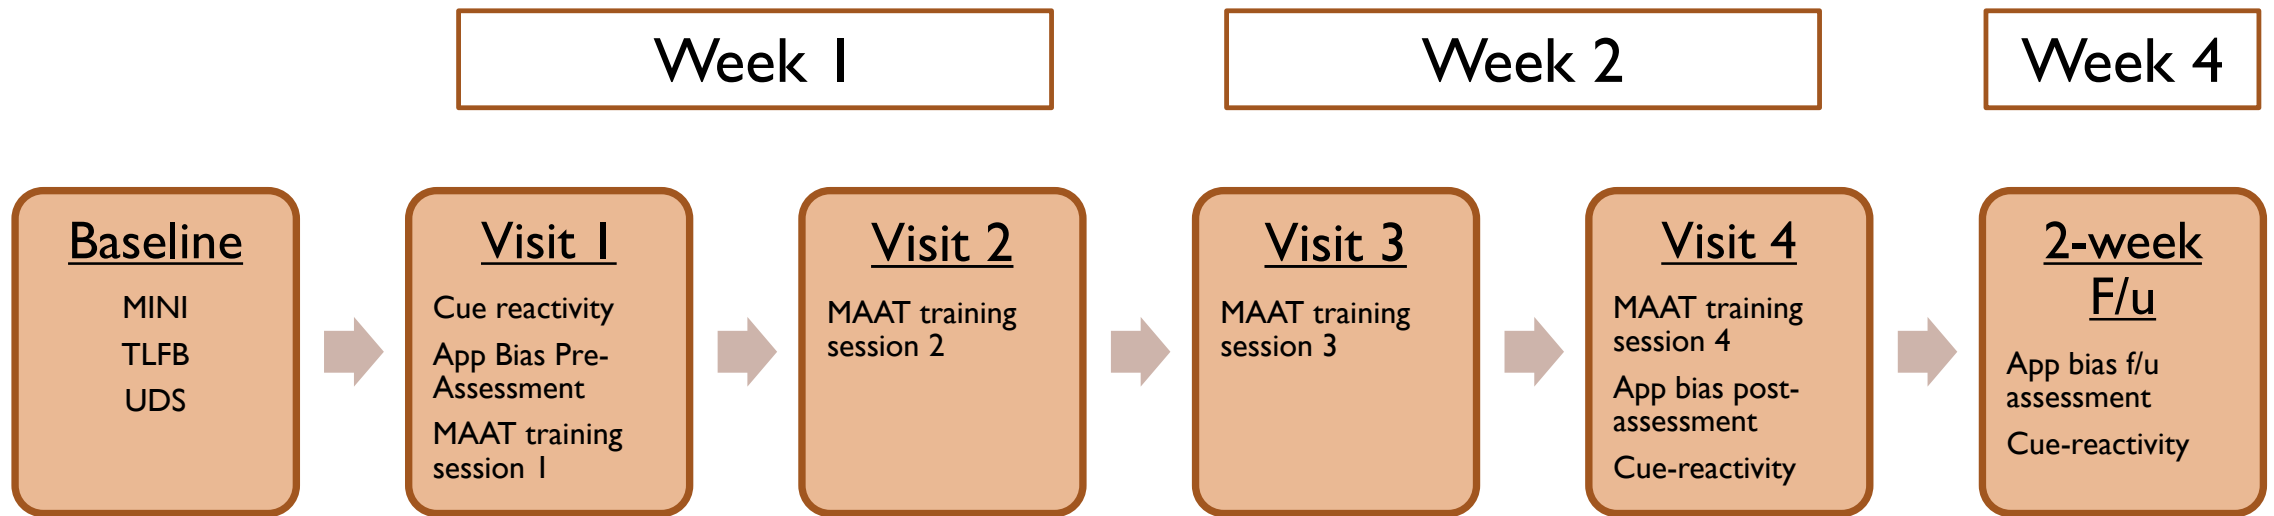 Week 1
Week 2
Week 4
Baseline
MINI
TLFB
UDS
Visit 1
Cue reactivity
App Bias Pre-
Assessment
MAAT training
session 1
Visit 2
MAAT training
session 2
Visit 3
MAAT training
session 3
Visit 4
MAAT training
session 4
App bias post-
assessment
Cue-reactivity
2-week
F/u
App bias f/u
assessment
Cue-reactivity